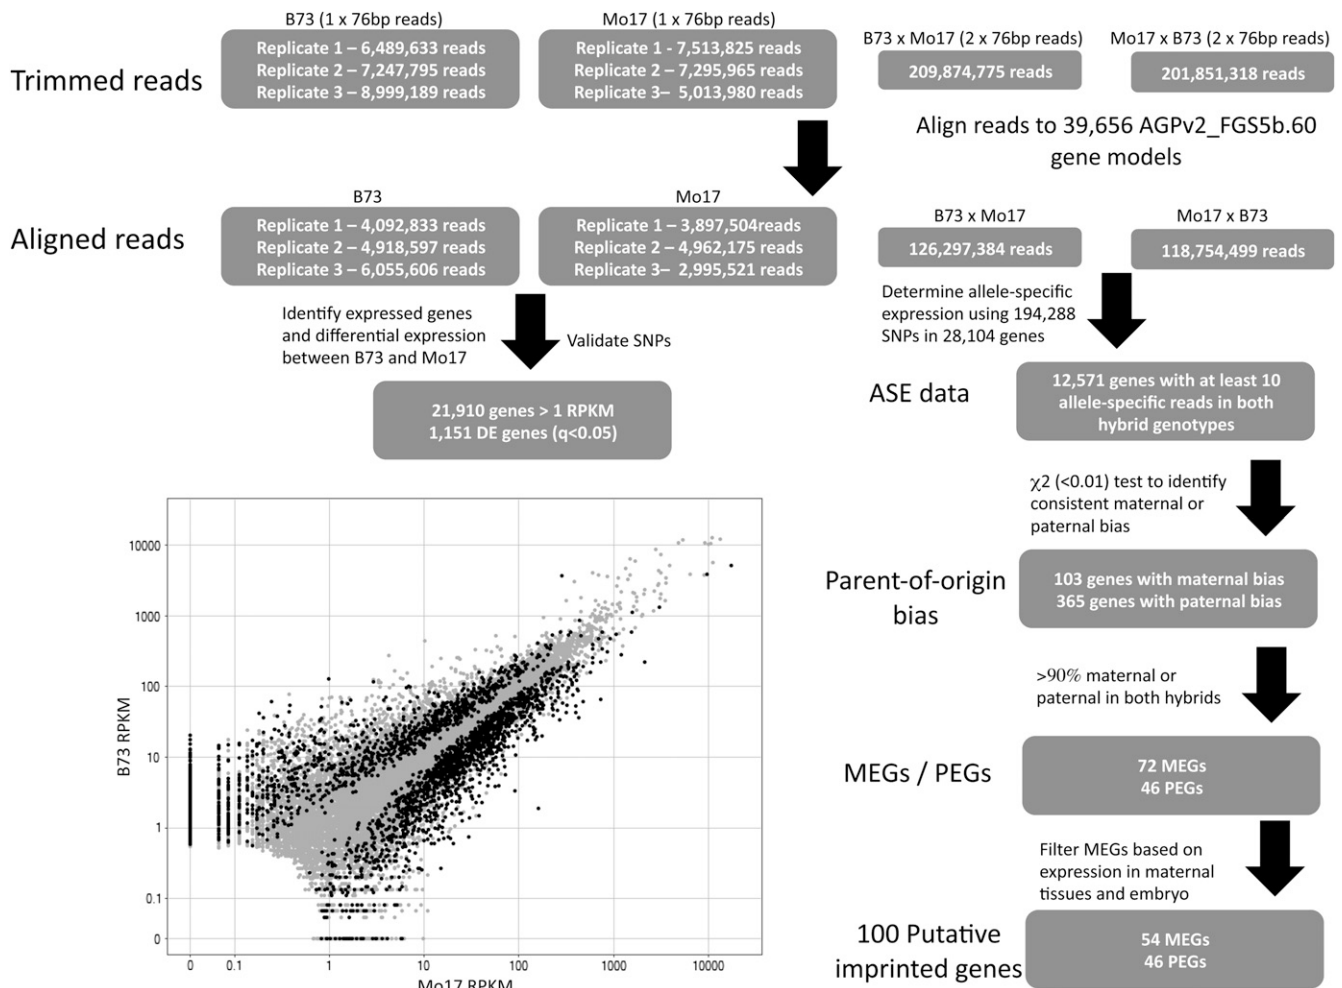 B73 (1 x 76bp reads)
Mo17 (1 x 76bp reads)
B73 x Mo17 (2 x 76bp reads)
Mo17 x B73 (2 x 76bp reads)
Trimmed reads
Replicate 1 – 6,489,633 reads
Replicate 2 – 7,247,795 reads
Replicate 3 – 8,999,189 reads
Replicate 1 - 7,513,825 reads
Replicate 2 – 7,295,965 reads
Replicate 3– 5,013,980 reads
209,874,775 reads
201,851,318 reads
Align reads to 39,656 AGPv2_FGS5b.60
gene models
B73
Mo17
B73 x Mo17
Mo17 x B73
Aligned reads
Replicate 1 – 4,092,833 reads
Replicate 2 – 4,918,597 reads
Replicate 3 – 6,055,606 reads
Replicate 1 – 3,897,504reads
Replicate 2 – 4,962,175 reads
Replicate 3– 2,995,521 reads
126,297,384 reads
118,754,499 reads
Identify expressed genes
and differential expression
between B73 and Mo17
Validate SNPs
Determine allele-specific
expression using 194,288
SNPs in 28,104 genes
21,910 genes > 1 RPKM
1,151 DE genes (q<0.05)
ASE data
12,571 genes with at least 10
allele-specific reads in both
hybrid genotypes
χ2 (<0.01) test to identify
consistent maternal or
paternal bias
Parent-of-origin
bias
103 genes with maternal bias
365 genes with paternal bias
>90% maternal or
paternal in both hybrids
MEGs / PEGs
72 MEGs
46 PEGs
Filter MEGs based on
expression in maternal
tissues and embryo
100 Putative
imprinted genes
54 MEGs
46 PEGs
B73 RPKM
10000
1000
100
10
1
0.1
0
0
0.1
1
10
100
1000
10000
Mo17 RPKM